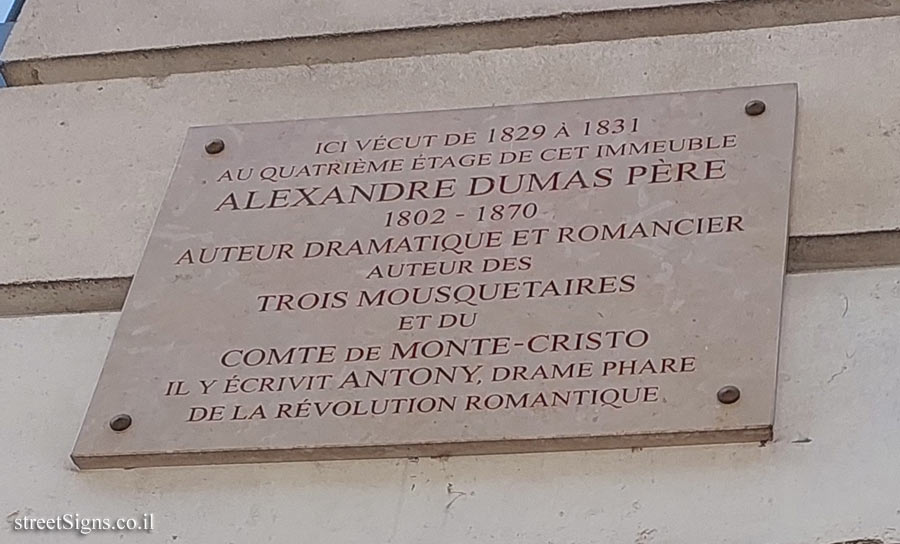 ICI VÉCUT DE 1829 À 1831
AU QUATRIÈME ÉTAGE DE CET IMMEUBLE
ALEXANDRE DUMAS PÈRE
1802 - 1870
AUTEUR DRAMATIQUE ET ROMANCIER
AUTEUR DES
TROIS MOUSQUETAIRES
ET DU
COMTE DE MONTE-CRISTO
IL Y ÉCRIVIT ANTONY, DRAME PHARE
DE LA RÉVOLUTION ROMANTIQUE
streetSigns.co.il